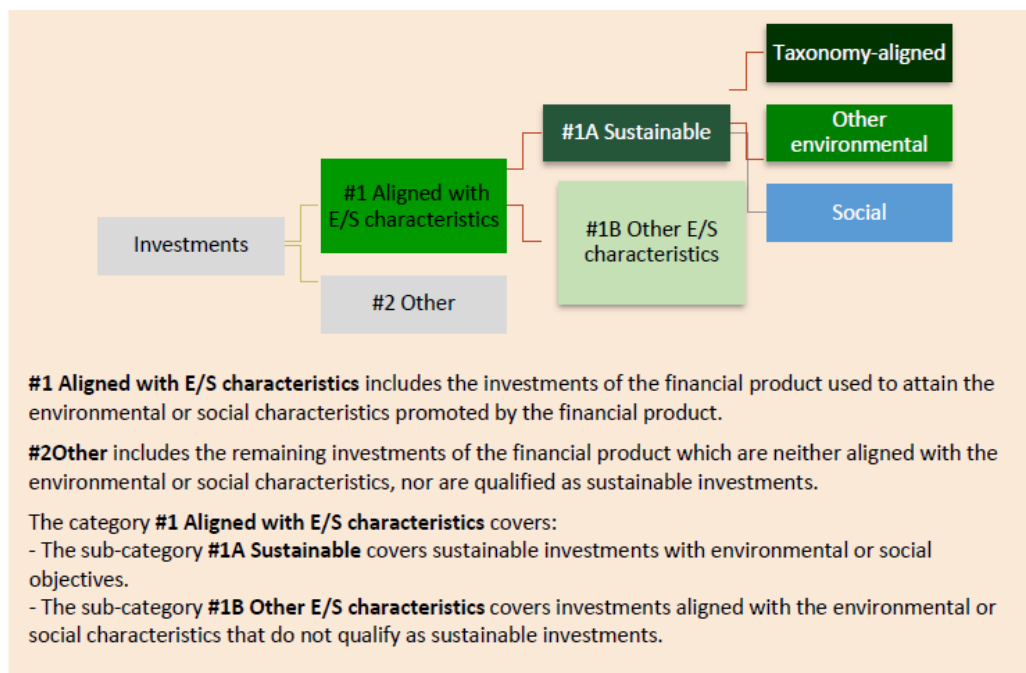 Taxonomy-aligned
#1A Sustainable
Other
environmental
#1 Aligned with
E/S characteristics
#1B Other E/S
characteristics
Social
Investments
#2 Other
#1 Aligned with E/S characteristics includes the investments of the financial product used to attain the
environmental or social characteristics promoted by the financial product.
#2Other includes the remaining investments of the financial product which are neither aligned with the
environmental or social characteristics, nor are qualified as sustainable investments.
The category #1 Aligned with E/S characteristics covers:
- The sub-category #1A Sustainable covers sustainable investments with environmental or social
objectives.
- The sub-category #1B Other E/S characteristics covers investments aligned with the environmental or
social characteristics that do not qualify as sustainable investments.